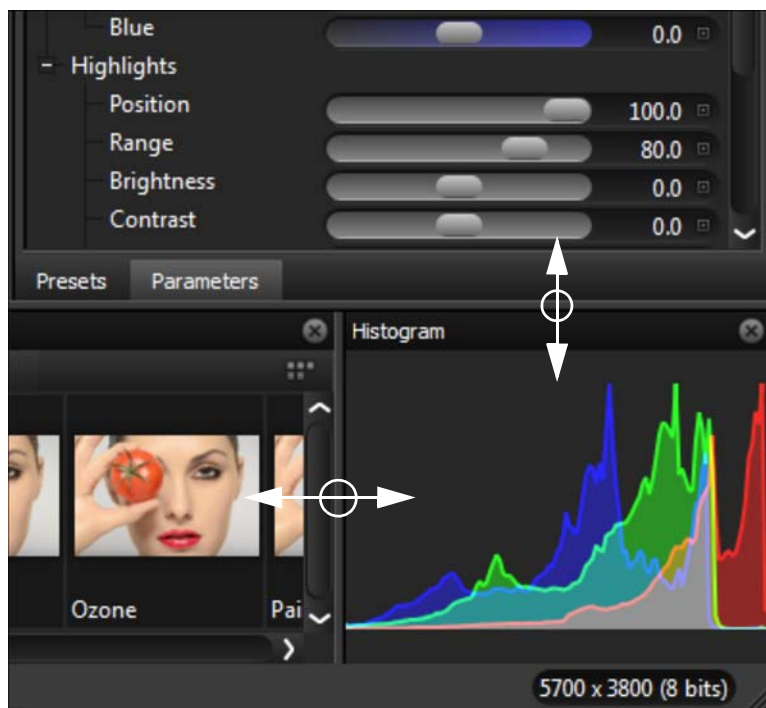 Blue 0.0
Highlights
Position 100.0
Range 80.0
Brightness 0.0
Contrast 0.0
Presets Parameters
Histogram
Ozone Pai
5700 x 3800 (8 bits)